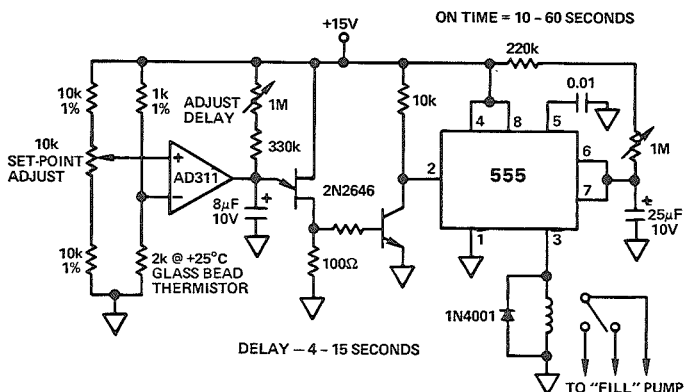 ON TIME = 10 – 60 SECONDS
+15V
220k
0.01
10k
1%
1k
1%
ADJUST
DELAY
1M
10k
4
8
5
10k
SET-POINT
ADJUST
330k
6
1M
+
AD311
–
2N2646
2
555
7
8μF
10V
+
+
25μF
10V
10k
1%
2k @ +25°C
GLASS BEAD
THERMISTOR
100Ω
1
3
1N4001
DELAY – 4 – 15 SECONDS
TO "FILL" PUMP